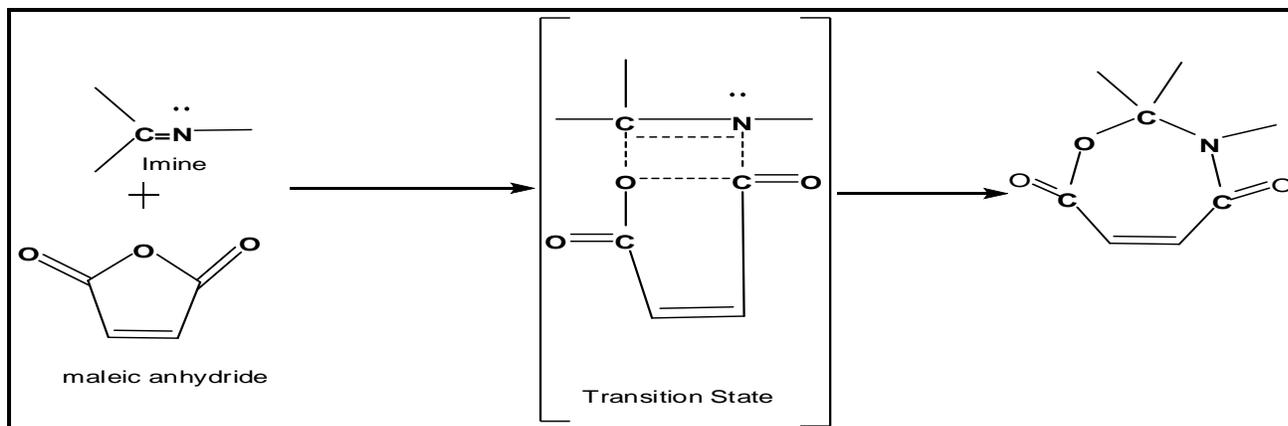 C=N
Imine
+
O O O
maleic anhydride
C N
O C=O
O=C
Transition State
C
O N
O C C O